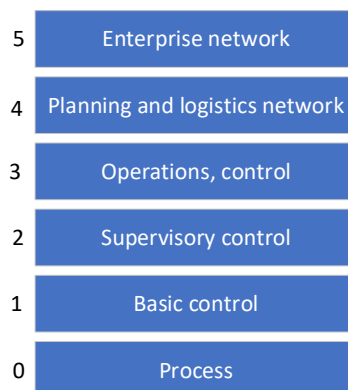 5 Enterprise network
4 Planning and logistics network
3 Operations, control
2 Supervisory control
1 Basic control
0 Process